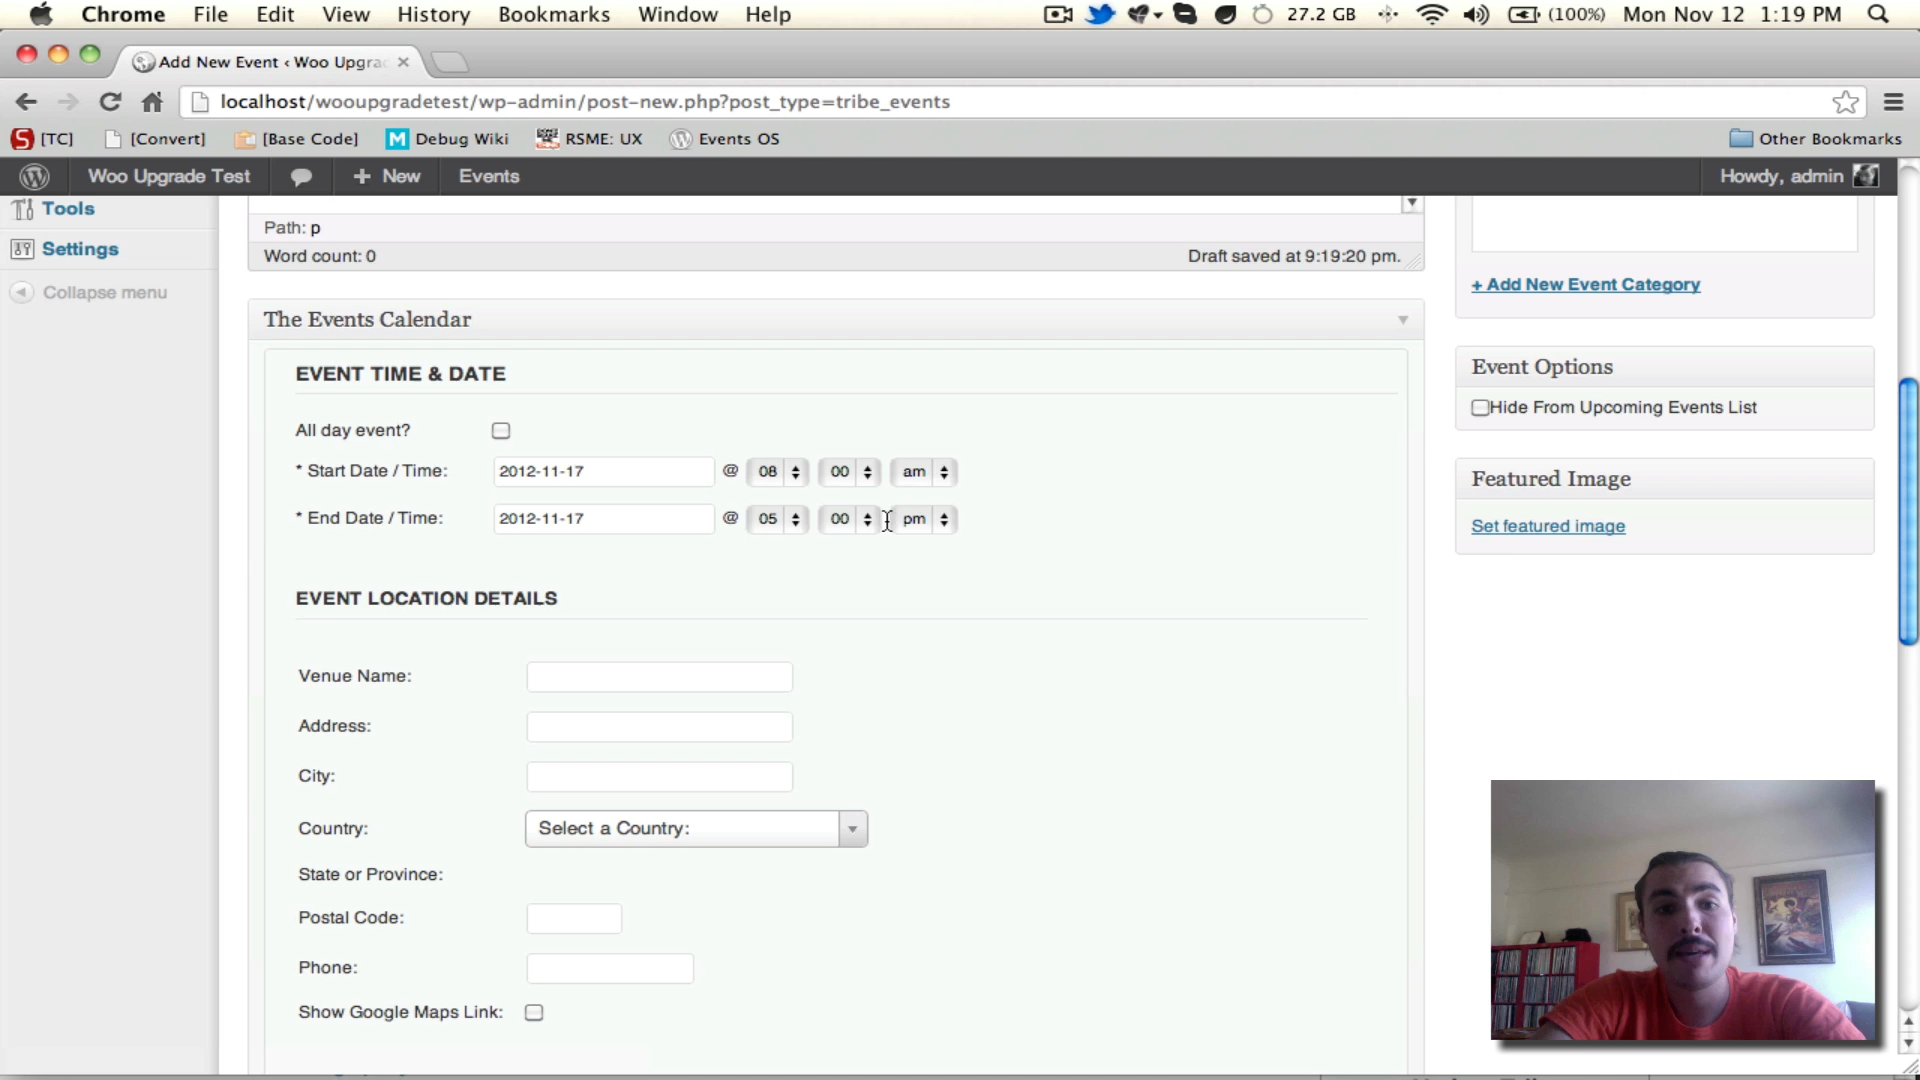 Chrome File Edit View History Bookmarks Window Help 27.2 GB (100%) Mon Nov 12 1:19 PM
Add New Event ‹ Woo Upgra
localhost/wooupgradetest/wp-admin/post-new.php?post_type=tribe_events
[TC] [Convert] [Base Code] M Debug Wiki RSME: UX Events OS Other Bookmarks
Woo Upgrade Test + New Events Howdy, admin
Tools
Settings
Collapse menu
Path: p
Word count: 0 Draft saved at 9:19:20 pm.
The Events Calendar
EVENT TIME & DATE
All day event?
* Start Date / Time: 2012-11-17 @ 08 00 am
* End Date / Time: 2012-11-17 @ 05 00 pm
EVENT LOCATION DETAILS
Venue Name:
Address:
City:
Country: Select a Country:
State or Province:
Postal Code:
Phone:
Show Google Maps Link:
+ Add New Event Category
Event Options
Hide From Upcoming Events List
Featured Image
Set featured image